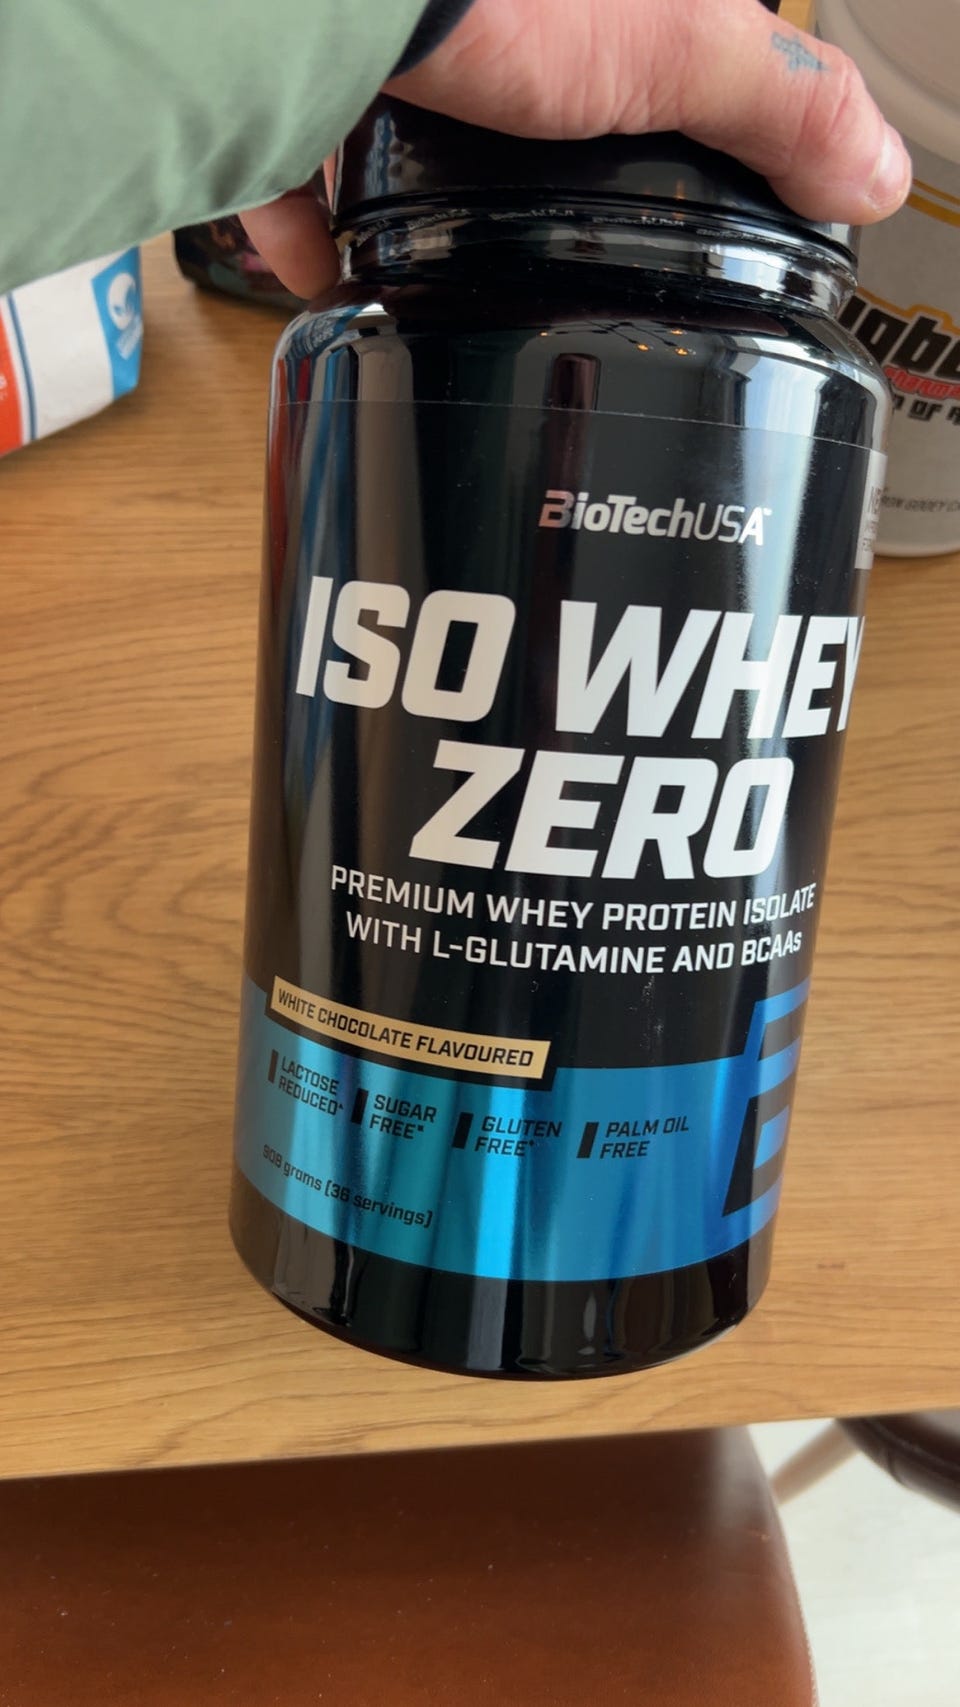 BioTechUSA™
ISO WHEY
ZERO
PREMIUM WHEY PROTEIN ISOLATE
WITH L-GLUTAMINE AND BCAAs
WHITE CHOCOLATE FLAVOURED
LACTOSE
REDUCED^
SUGAR
FREE*
GLUTEN
FREE*
PALM OIL
FREE
908 grams (36 servings)